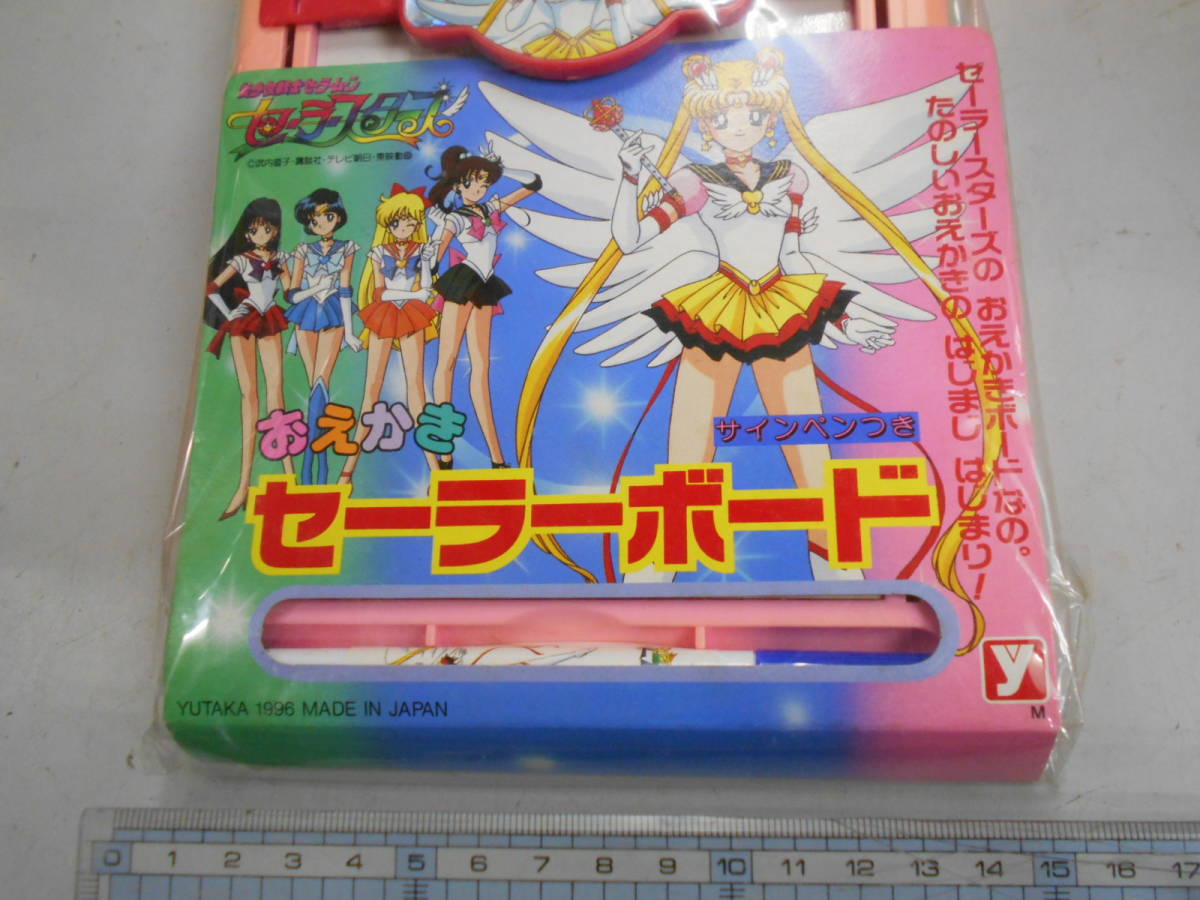 美少女戦士セーラームーン
セーラースターズ
©武内直子・講談社・テレビ朝日・東映動画
セーラースターズの おえかきボードなの。
たのしいおえかきの はじまし はじまり!
おえかき
サインペンつき
セーラーボード
y
M
YUTAKA 1996 MADE IN JAPAN
0 1 2 3 4 5 6 7 8 9 10 11 12 13 14 15 16 17